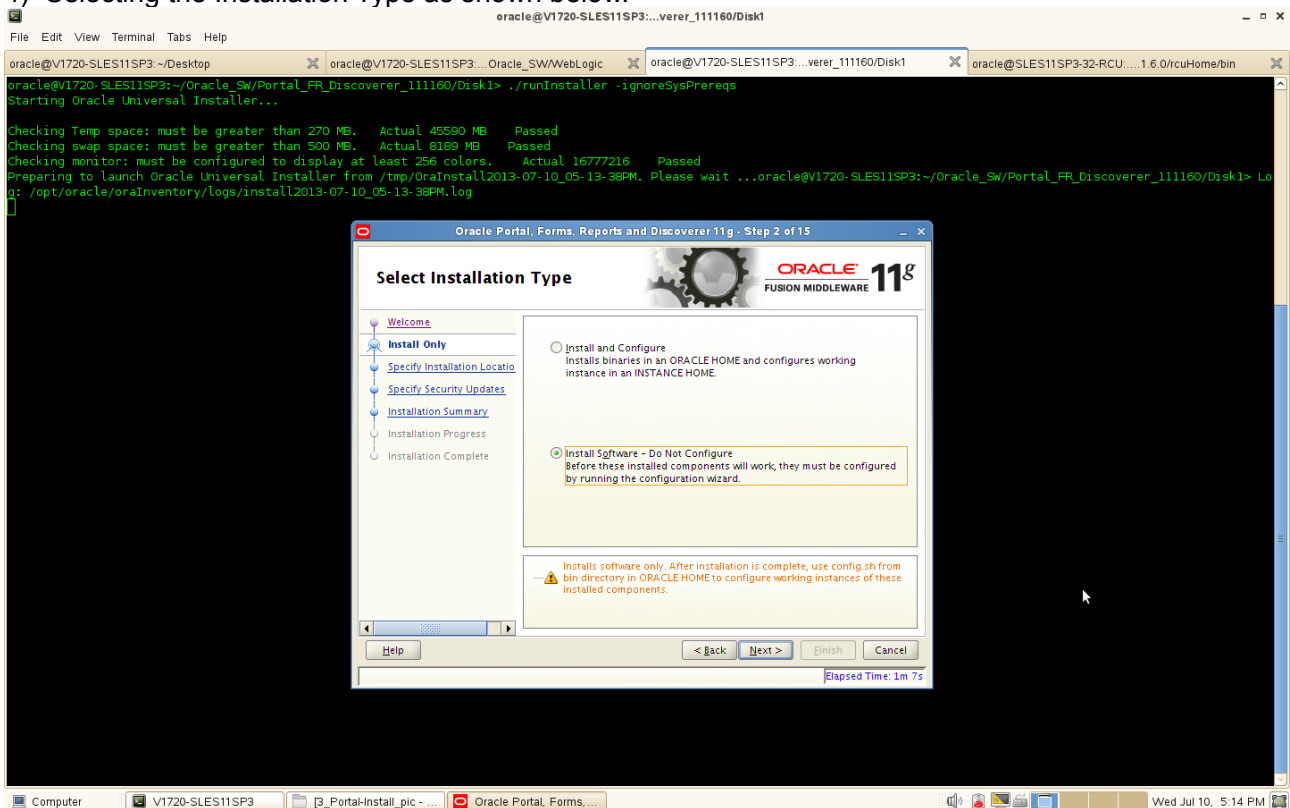 oracle@V1720-SLES11SP3:...verer_111160/Disk1
File Edit View Terminal Tabs Help
oracle@V1720-SLES11SP3:~/Desktop
oracle@V1720-SLES11SP3:...Oracle_SW/WebLogic
oracle@V1720-SLES11SP3:...verer_111160/Disk1
oracle@SLES11SP3-32-RCU:....1.6.0/rcuHome/bin
oracle@V1720-SLES11SP3:~/Oracle_SW/Portal_FR_Discoverer_111160/Disk1> ./runInstaller -ignoreSysPrereqs
Starting Oracle Universal Installer...
Checking Temp space: must be greater than 270 MB. Actual 45590 MB Passed
Checking swap space: must be greater than 500 MB. Actual 8189 MB Passed
Checking monitor: must be configured to display at least 256 colors. Actual 16777216 Passed
Preparing to launch Oracle Universal Installer from /tmp/OraInstall2013-07-10_05-13-38PM. Please wait ...oracle@V1720-SLES11SP3:~/Oracle_SW/Portal_FR_Discoverer_111160/Disk1> Lo
g: /opt/oracle/oraInventory/logs/install2013-07-10_05-13-38PM.log
Oracle Portal, Forms, Reports and Discoverer 11g - Step 2 of 15
Select Installation Type
ORACLE 11g
FUSION MIDDLEWARE
Welcome
Install Only
Specify Installation Locatio
Specify Security Updates
Installation Summary
Installation Progress
Installation Complete
Install and Configure
Installs binaries in an ORACLE HOME and configures working
instance in an INSTANCE HOME.
Install Software - Do Not Configure
Before these installed components will work, they must be configured
by running the configuration wizard.
Installs software only. After installation is complete, use config.sh from
bin directory in ORACLE HOME to configure working instances of these
installed components.
Help
< Back
Next >
Finish
Cancel
Elapsed Time: 1m 7s
Computer
V1720-SLES11SP3
[3_Portal-Install_pic - ...
Oracle Portal, Forms,...
Wed Jul 10, 5:14 PM